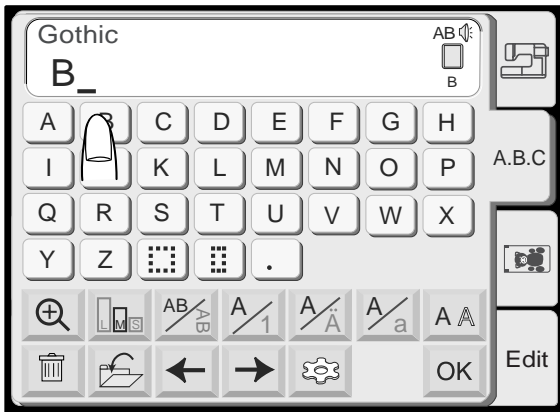 Gothic
AB
B_
B
A B C D E F G H
I K L M N O P
A.B.C
Q R S T U V W X
Y Z .
L M S AB AB A 1 A Ä A a A A
OK
Edit